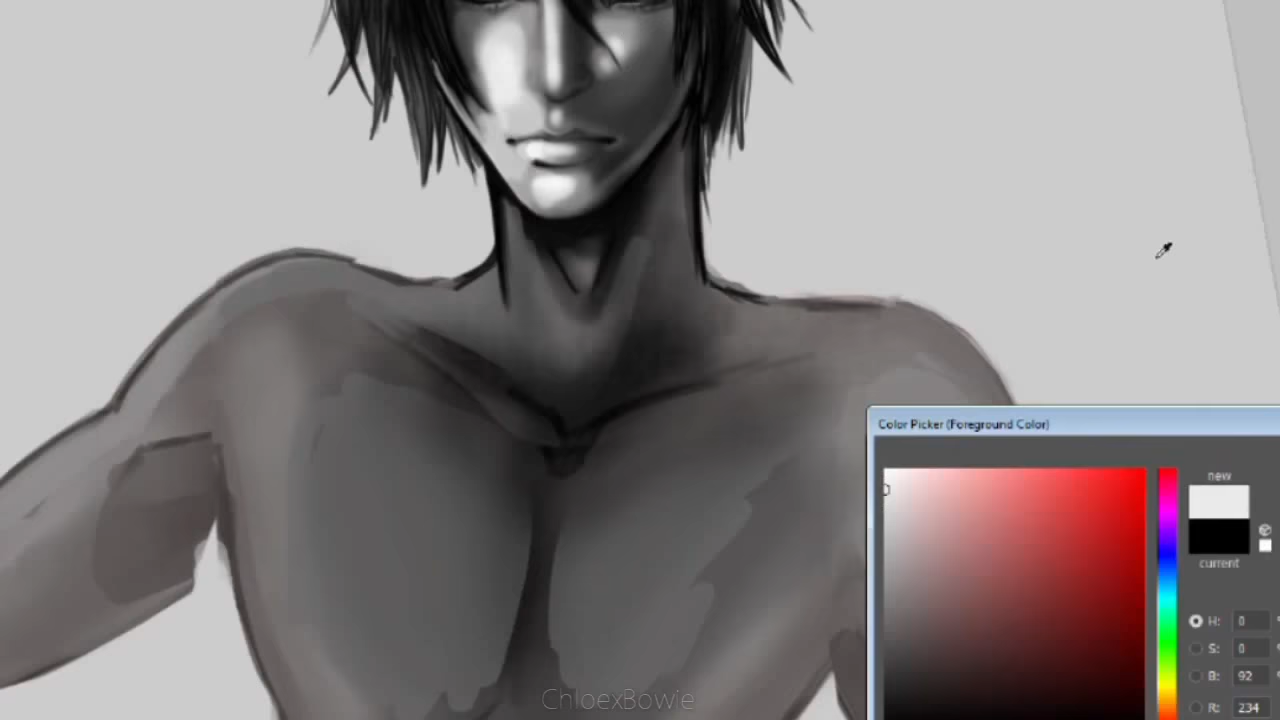 Color Picker (Foreground Color)
new
current
H: 0
S: 0
B: 92
R: 234
ChloexBowie